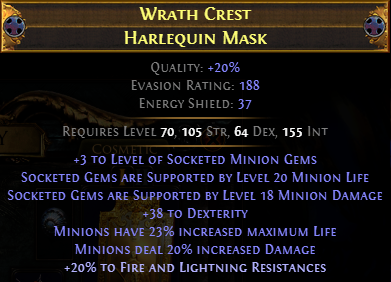 Wrath Crest
Harlequin Mask
Quality: +20%
Evasion Rating: 188
Energy Shield: 37
Requires Level 70, 105 Str, 64 Dex, 155 Int
Cosmetic
+3 to Level of Socketed Minion Gems
Socketed Gems are Supported by Level 20 Minion Life
Socketed Gems are Supported by Level 18 Minion Damage
+38 to Dexterity
Minions have 23% increased maximum Life
Minions deal 20% increased Damage
+20% to Fire and Lightning Resistances